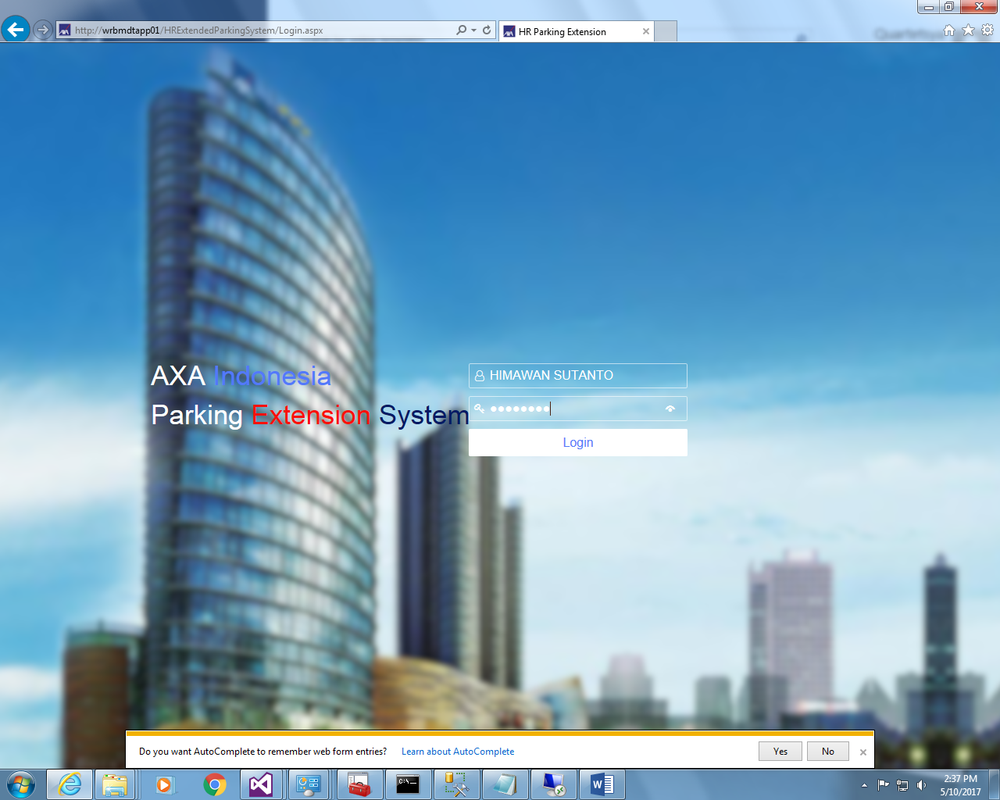 http://wrbmdtapp01/HRExtendedParkingSystem/Login.aspx
HR Parking Extension
AXA Indonesia
Parking Extension System
HIMAWAN SUTANTO
Login
Do you want AutoComplete to remember web form entries? Learn about AutoComplete Yes No
2:37 PM
5/10/2017